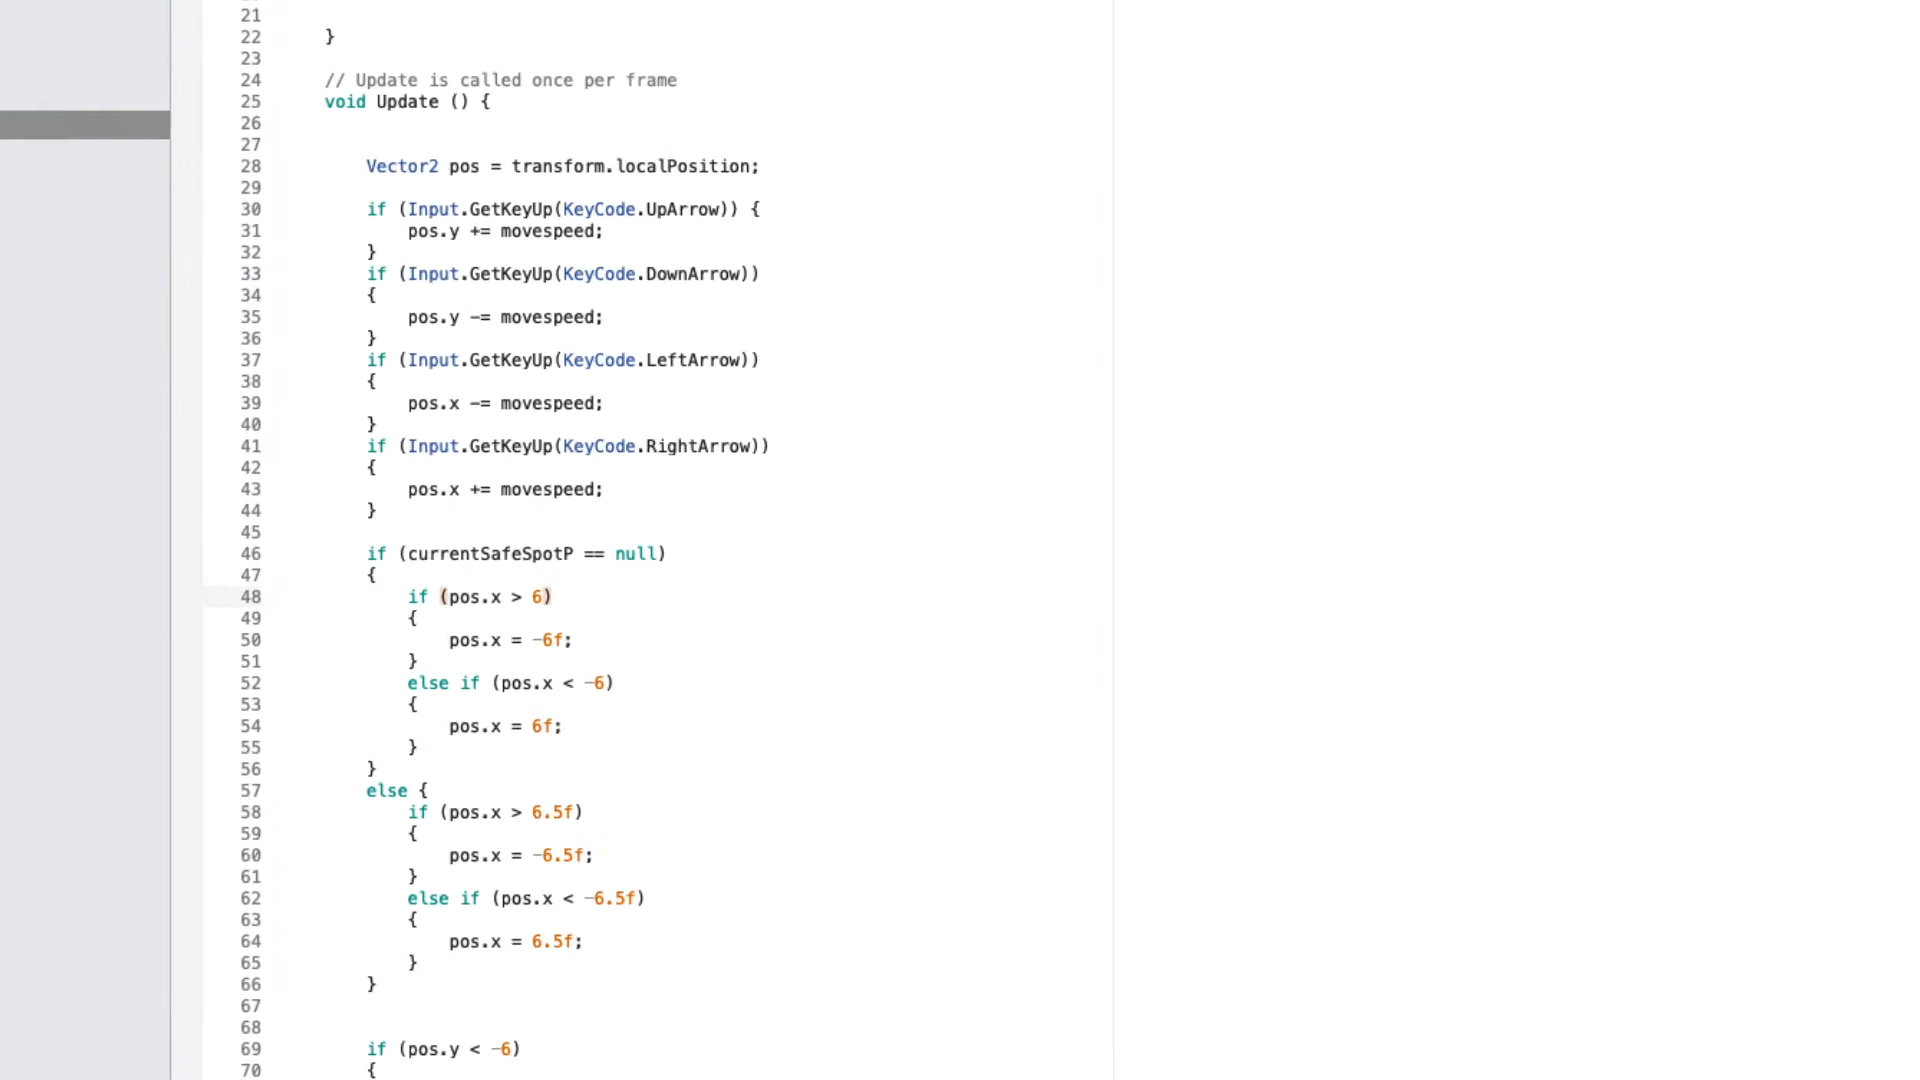 21
22 }
23
24 // Update is called once per frame
25 void Update () {
26
27
28 Vector2 pos = transform.localPosition;
29
30 if (Input.GetKeyUp(KeyCode.UpArrow)) {
31 pos.y += movespeed;
32 }
33 if (Input.GetKeyUp(KeyCode.DownArrow))
34 {
35 pos.y -= movespeed;
36 }
37 if (Input.GetKeyUp(KeyCode.LeftArrow))
38 {
39 pos.x -= movespeed;
40 }
41 if (Input.GetKeyUp(KeyCode.RightArrow))
42 {
43 pos.x += movespeed;
44 }
45
46 if (currentSafeSpotP == null)
47 {
48 if (pos.x > 6)
49 {
50 pos.x = -6f;
51 }
52 else if (pos.x < -6)
53 {
54 pos.x = 6f;
55 }
56 }
57 else {
58 if (pos.x > 6.5f)
59 {
60 pos.x = -6.5f;
61 }
62 else if (pos.x < -6.5f)
63 {
64 pos.x = 6.5f;
65 }
66 }
67
68
69 if (pos.y < -6)
70 {